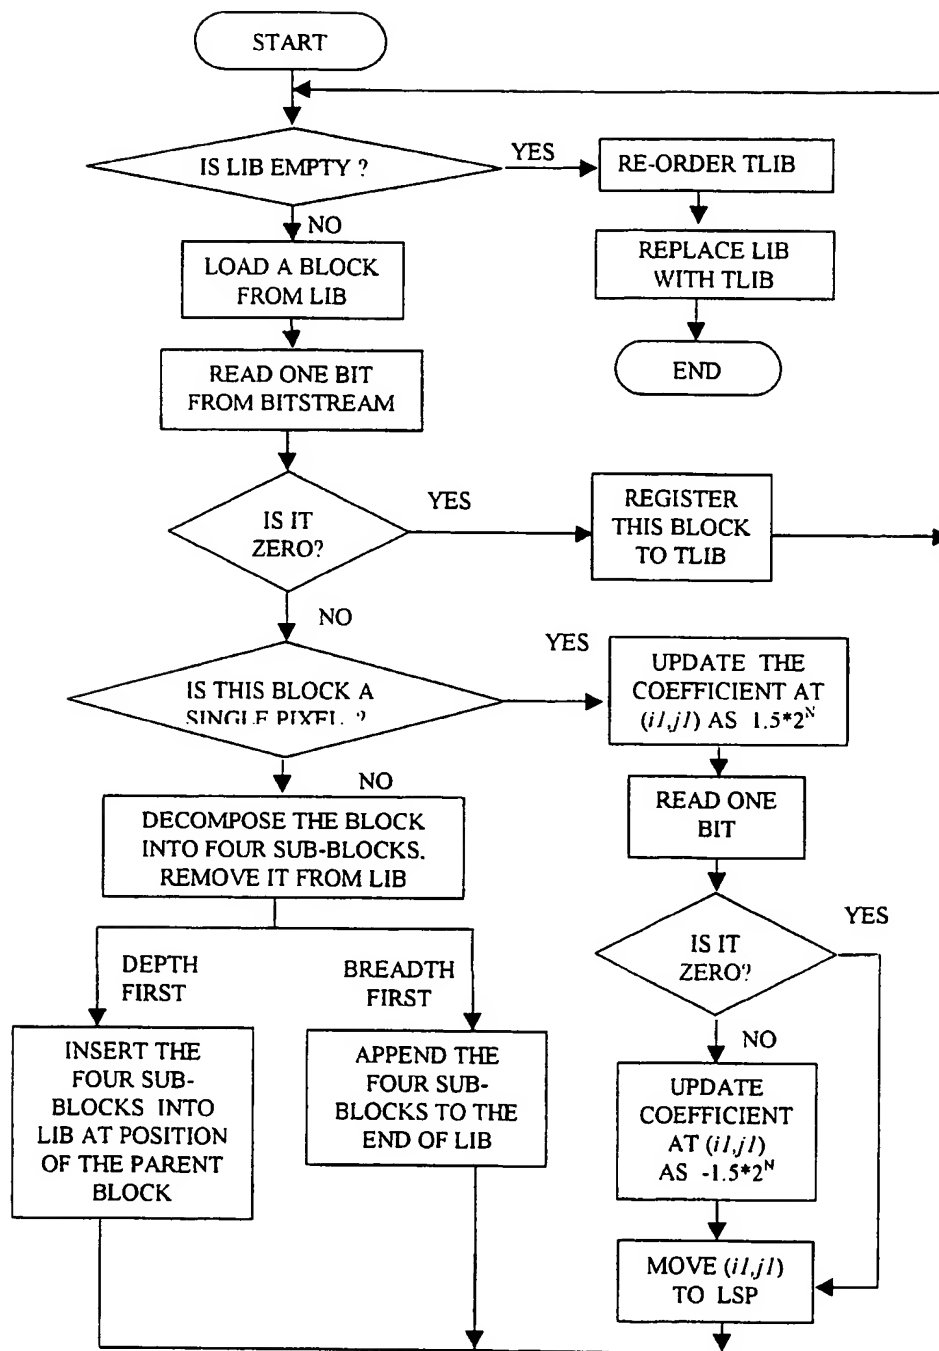 START
IS LIB EMPTY ?
YES
RE-ORDER TLIB
NO
LOAD A BLOCK
FROM LIB
REPLACE LIB
WITH TLIB
READ ONE BIT
FROM BITSTREAM
END
IS IT
ZERO?
YES
REGISTER
THIS BLOCK
TO TLIB
NO
IS THIS BLOCK A
SINGLE PIXEL ?
YES
UPDATE THE
COEFFICIENT AT
(i1,j1) AS 1.5*2^N
NO
READ ONE
BIT
DECOMPOSE THE BLOCK
INTO FOUR SUB-BLOCKS.
REMOVE IT FROM LIB
IS IT
ZERO?
YES
DEPTH
FIRST
BREADTH
FIRST
NO
INSERT THE
FOUR SUB-
BLOCKS INTO
LIB AT POSITION
OF THE PARENT
BLOCK
APPEND THE
FOUR SUB-
BLOCKS TO THE
END OF LIB
UPDATE
COEFFICIENT
AT (i1,j1)
AS -1.5*2^N
MOVE (i1,j1)
TO LSP